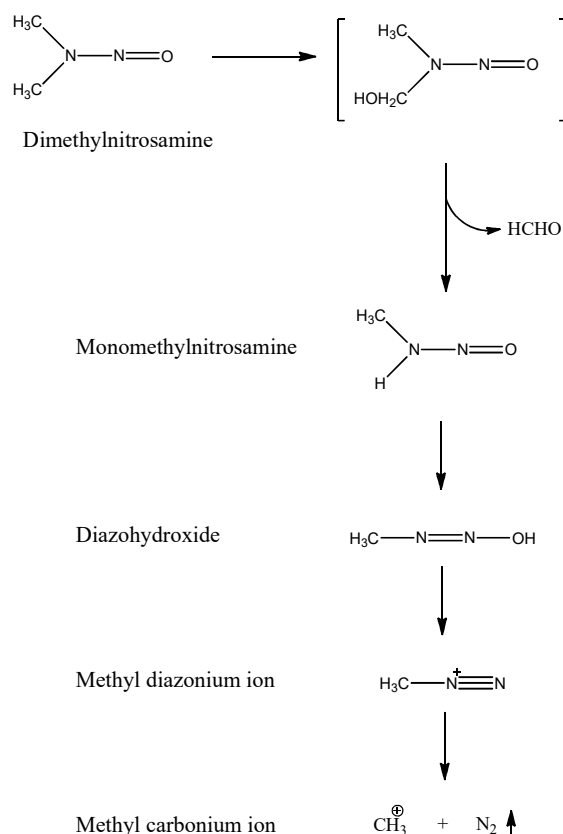 H₃C H₃C
N—N=O N—N=O
H₃C HOH₂C
Dimethylnitrosamine
HCHO
H₃C
Monomethylnitrosamine N—N=O
H
Diazohydroxide H₃C—N=N—OH
Methyl diazonium ion H₃C—N⁺≡N
Methyl carbonium ion CH₃⊕ + N₂ ↑